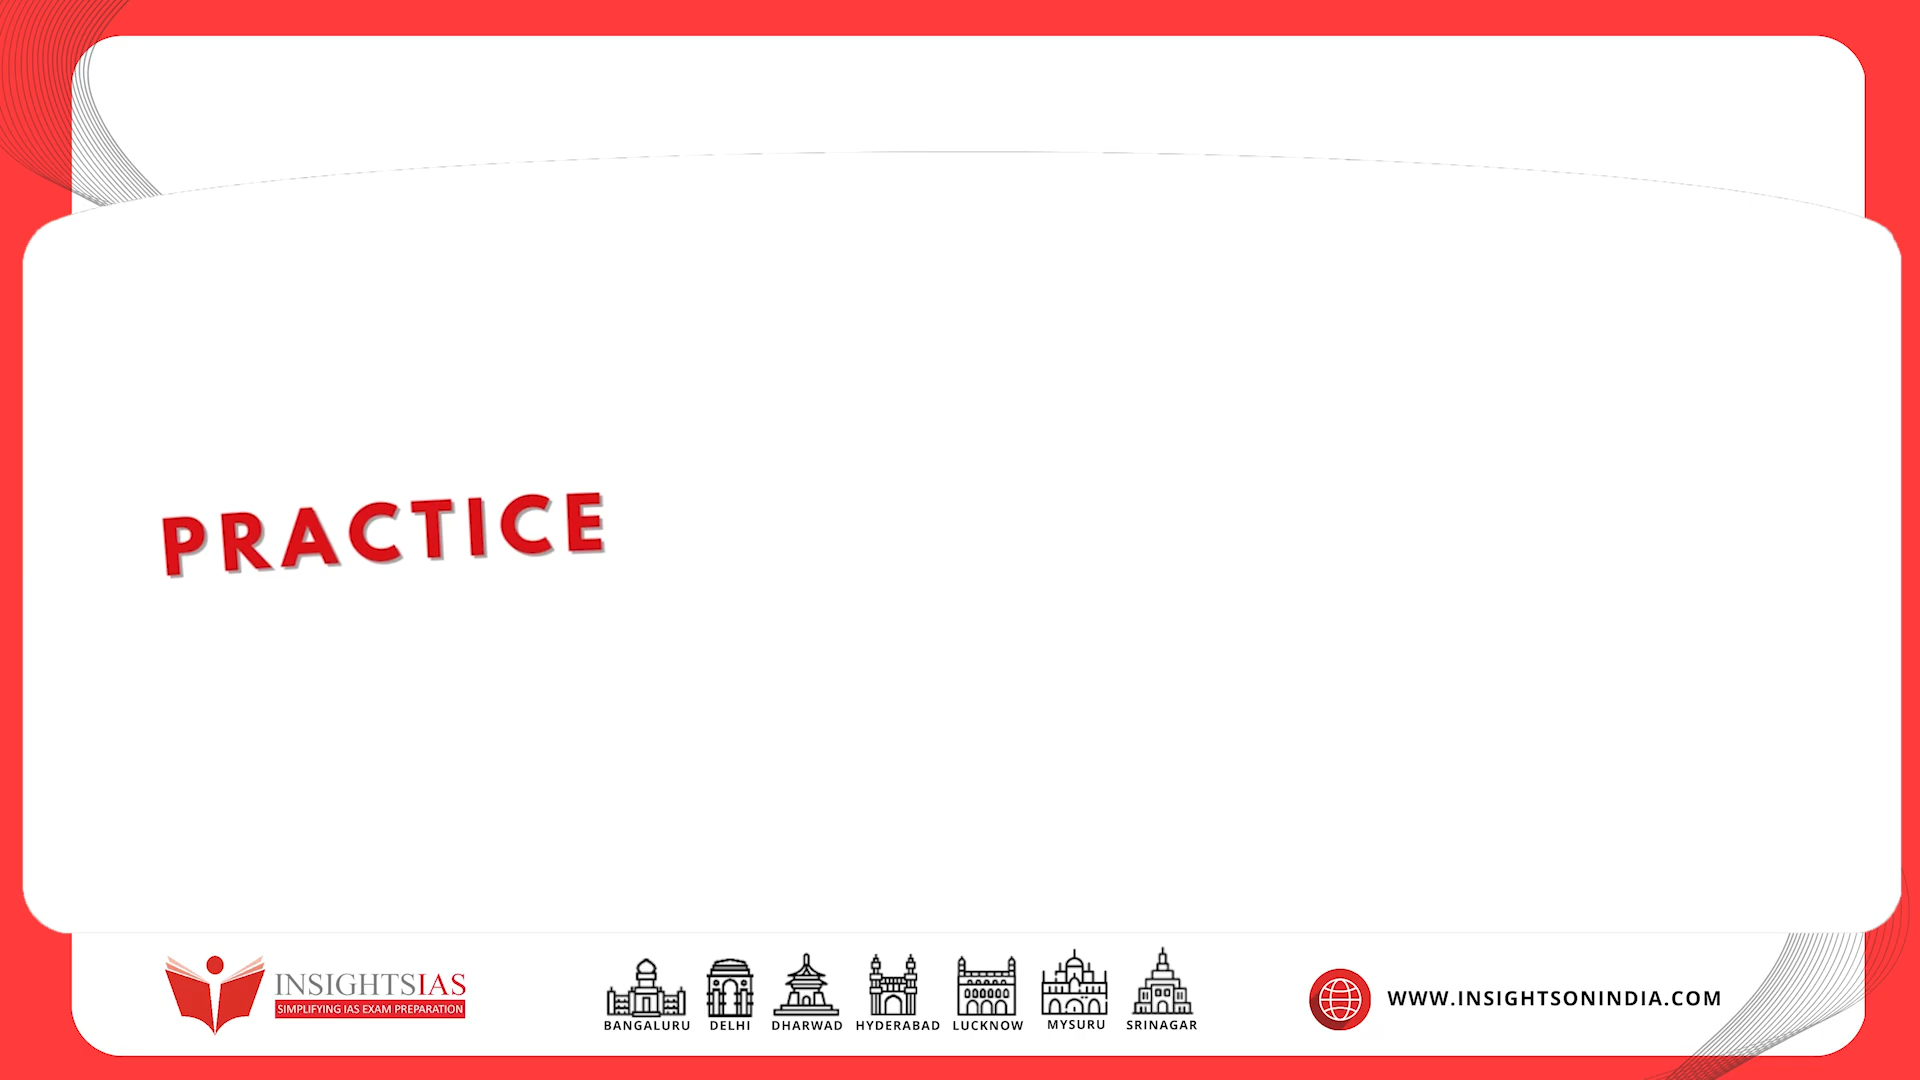 PRACTICE
INSIGHTSIAS
SIMPLIFYING IAS EXAM PREPARATION
BANGALURU DELHI DHARWAD HYDERABAD LUCKNOW MYSURU SRINAGAR
WWW.INSIGHTSONINDIA.COM